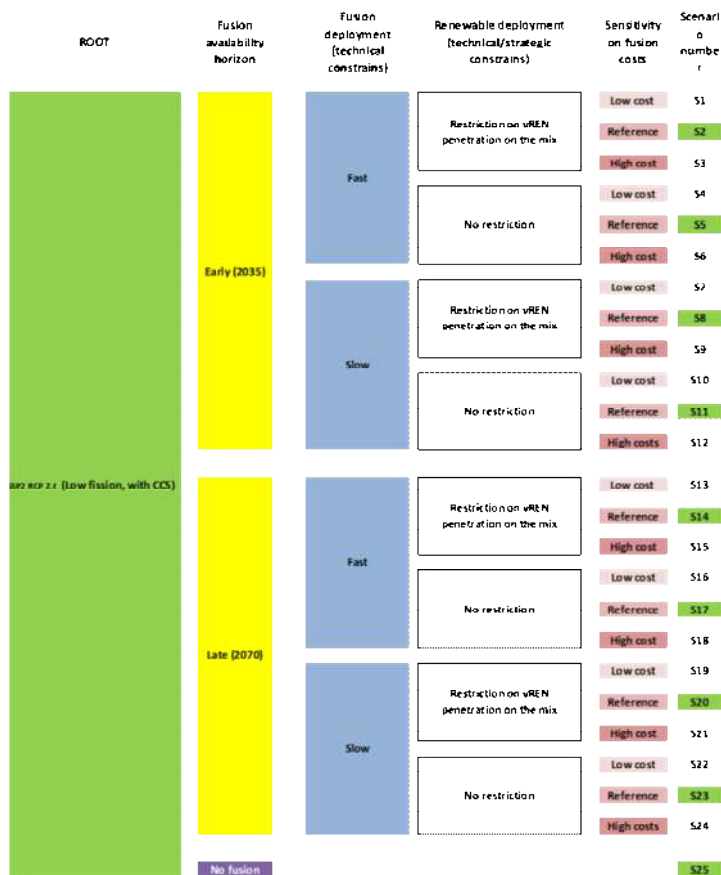 ROOT
Fusion
availability
horizon
Fusion
deployment
(technical
constrains)
Renewable deployment
(technical/strategic
constrains)
Sensitivity
on fusion
costs
Scenari
o
numbe
r
(Low fission, with CCS)
Early (2035)
Fast
Restriction on vREN
penetration on the mix
Low cost S1
Reference S2
High cost S3
No restriction
Low cost S4
Reference S5
High cost S6
Slow
Restriction on vREN
penetration on the mix
Low cost S7
Reference S8
High cost S9
No restriction
Low cost S10
Reference S11
High costs S12
Late (2070)
Fast
Restriction on vREN
penetration on the mix
Low cost S13
Reference S14
High cost S15
No restriction
Low cost S16
Reference S17
High cost S18
Slow
Restriction on vREN
penetration on the mix
Low cost S19
Reference S20
High cost S21
No restriction
Low cost S22
Reference S23
High costs S24
No fusion S25